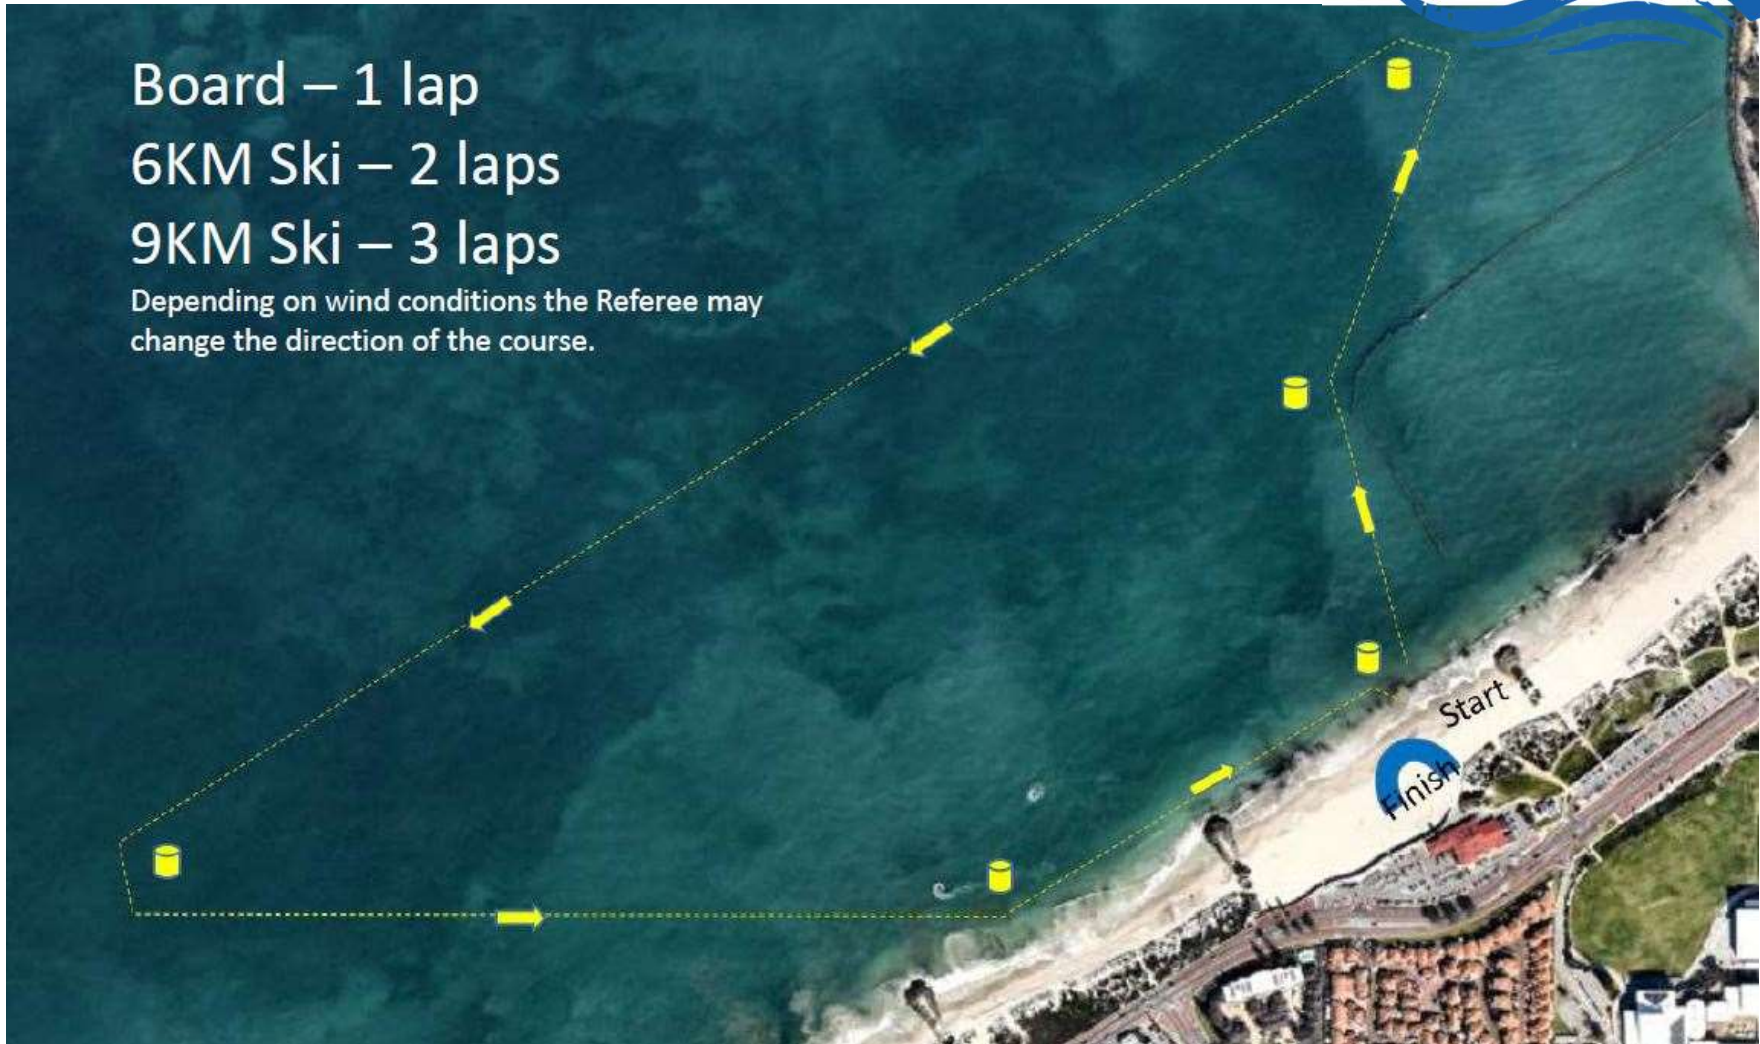 Board – 1 lap
6KM Ski – 2 laps
9KM Ski – 3 laps
Depending on wind conditions the Referee may
change the direction of the course.
Start
Finish